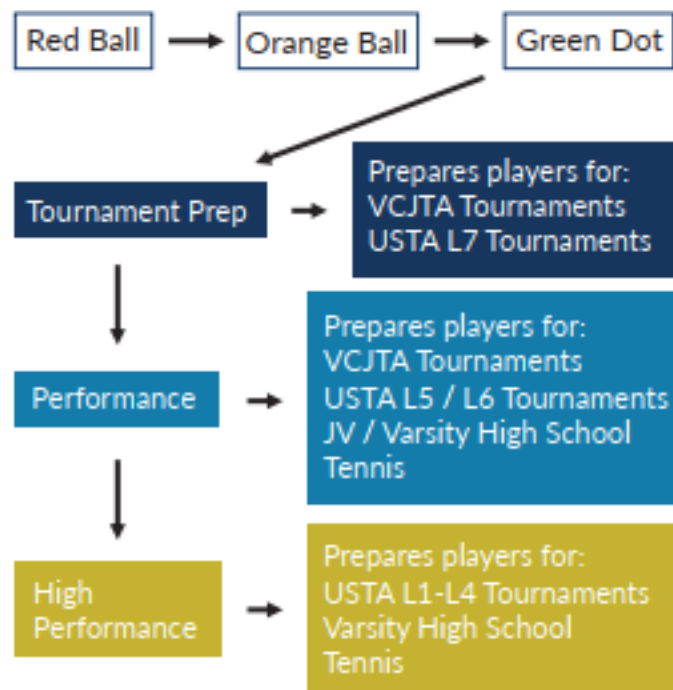 Red Ball
Orange Ball
Green Dot
Tournament Prep
Prepares players for:
VCJTA Tournaments
USTA L7 Tournaments
Performance
Prepares players for:
VCJTA Tournaments
USTA L5 / L6 Tournaments
JV / Varsity High School
Tennis
High
Performance
Prepares players for:
USTA L1-L4 Tournaments
Varsity High School
Tennis